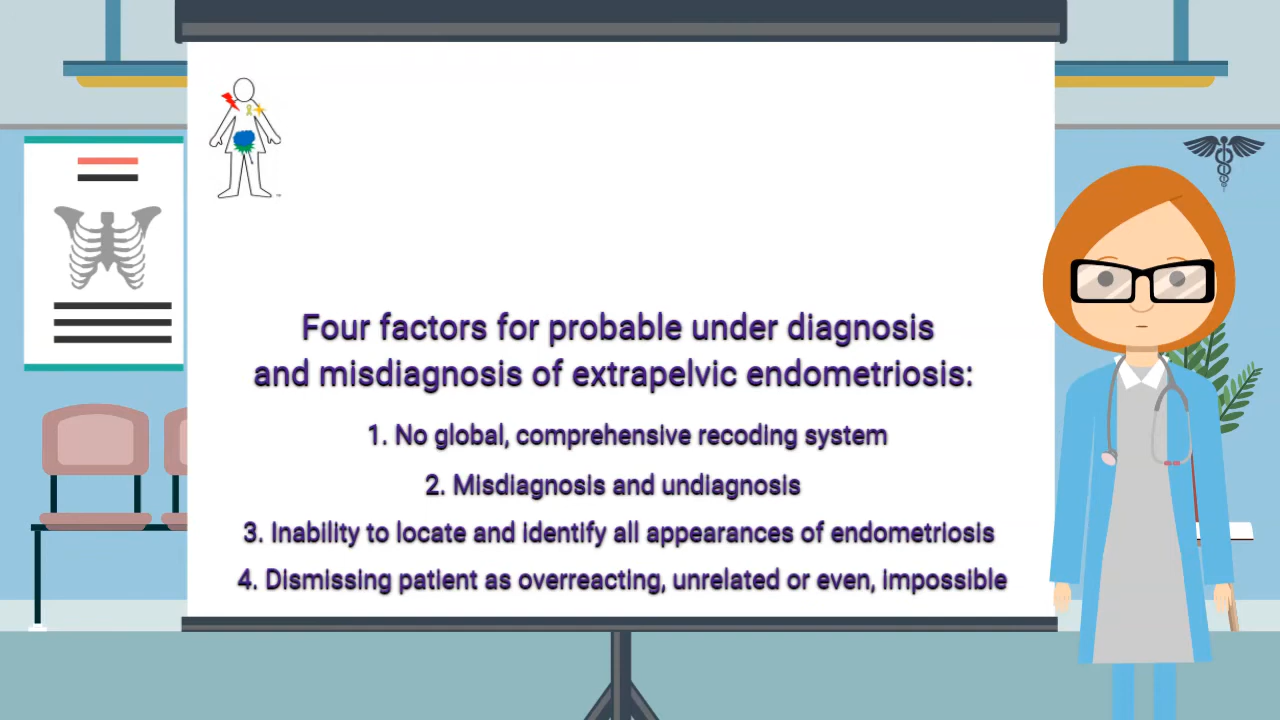 Four factors for probable under diagnosis
and misdiagnosis of extrapelvic endometriosis:
1. No global, comprehensive recoding system
2. Misdiagnosis and undiagnosis
3. Inability to locate and identify all appearances of endometriosis
4. Dismissing patient as overreacting, unrelated or even, impossible